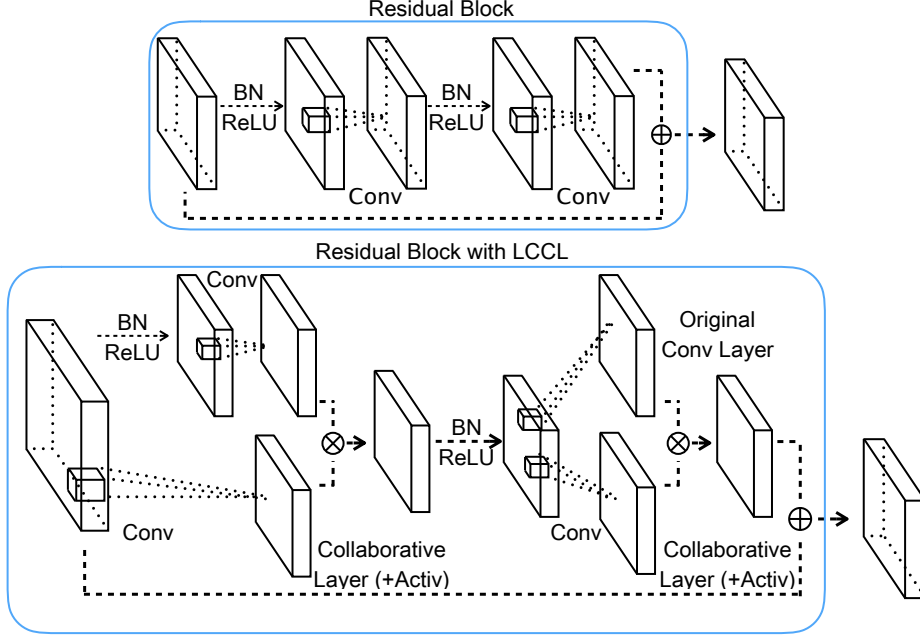 Residual Block
BN
ReLU
Conv
BN
ReLU
Conv
Residual Block with LCCL
BN
ReLU
Conv
Conv
Collaborative
Layer (+Activ)
BN
ReLU
Original
Conv Layer
Conv
Collaborative
Layer (+Activ)